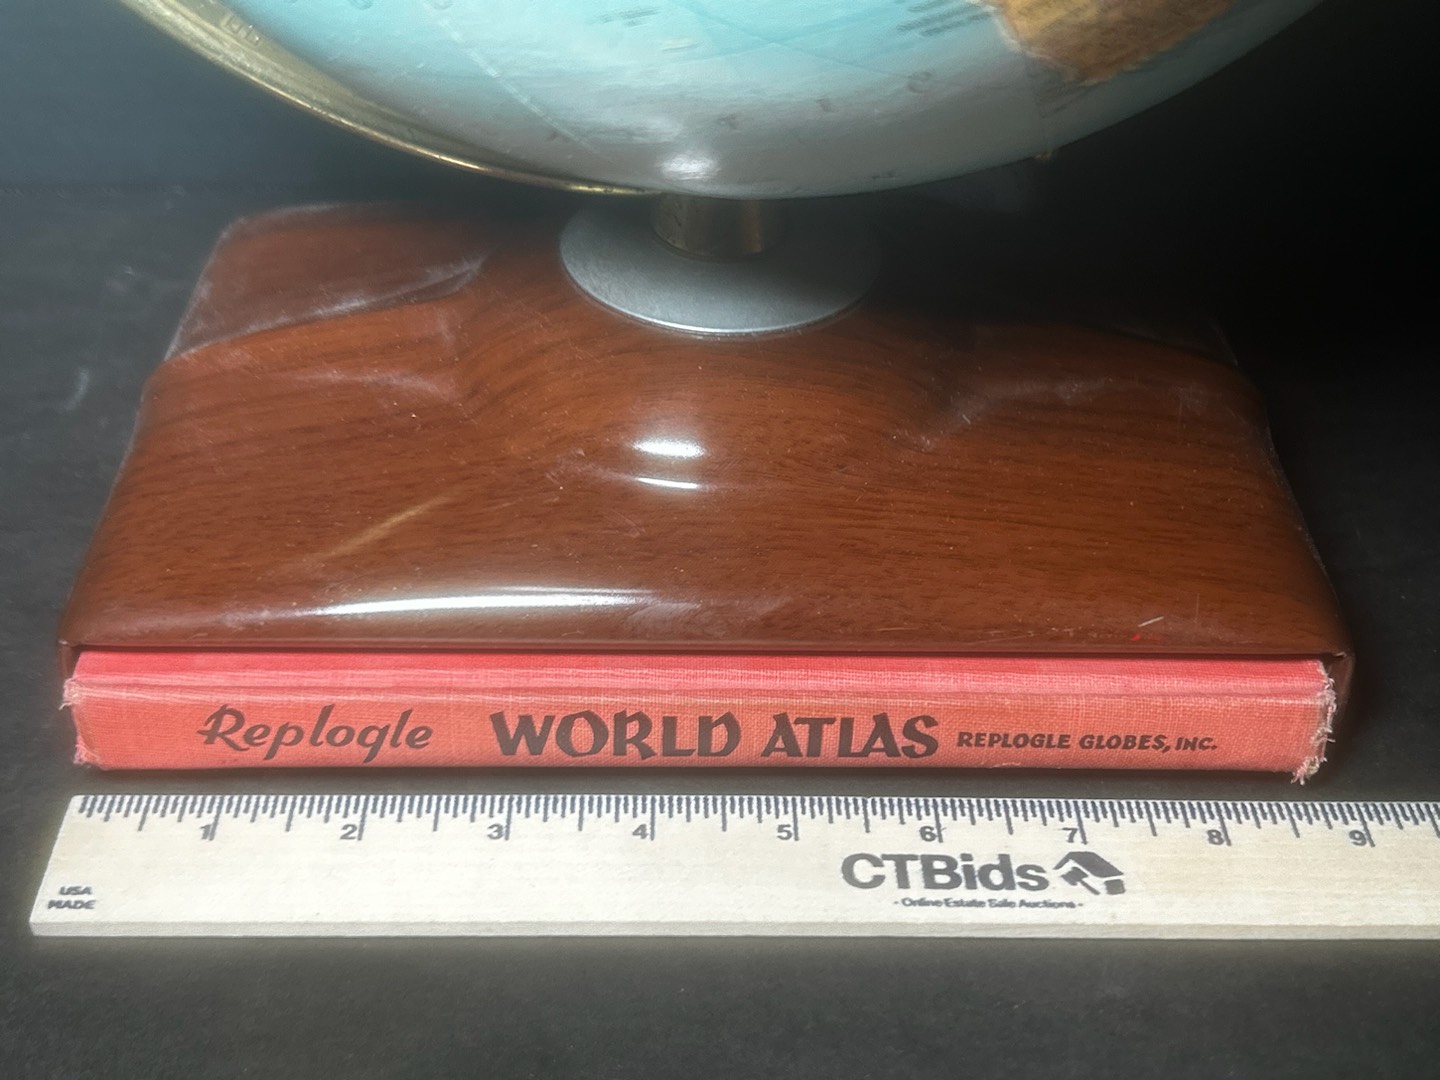 Replogle WORLD ATLAS REPLOGLE GLOBES, INC.
1 2 3 4 5 6 7 8 9
CTBids
- Online Estate Sale Auctions -
USA
MADE